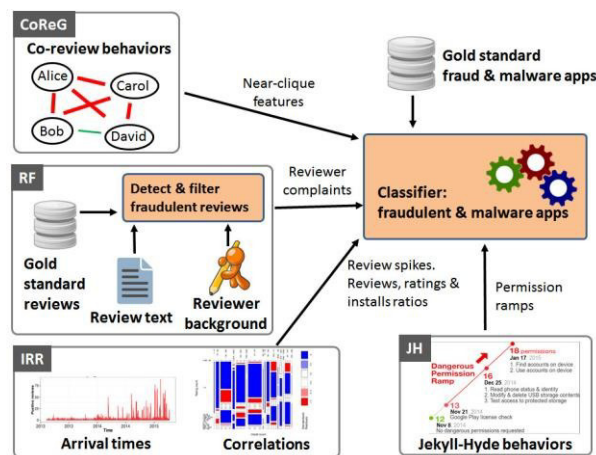 CoReG
Co-review behaviors
Alice
Carol
Bob
David
Near-clique
features
Gold standard
fraud & malware apps
RF
Detect & filter
fraudulent reviews
Gold
standard
reviews
Review text
Reviewer
background
Reviewer
complaints
Classifier:
fraudulent & malware apps
Review spikes.
Reviews, ratings &
installs ratios
Permission
ramps
IRR
Arrival times
Correlations
JH
Dangerous
Permission
Ramp
18 permissions
Jan 17, 2015
1. Find accounts on device
2. Use accounts on device
16
Dec 25, 2014
1. Read phone status & identity
2. Modify & delete USB storage contents
3. Test access to protected storage
13
Nov 21, 2014
Google Play license check
12
Nov 8, 2014
No dangerous permissions requested
Jekyll-Hyde behaviors